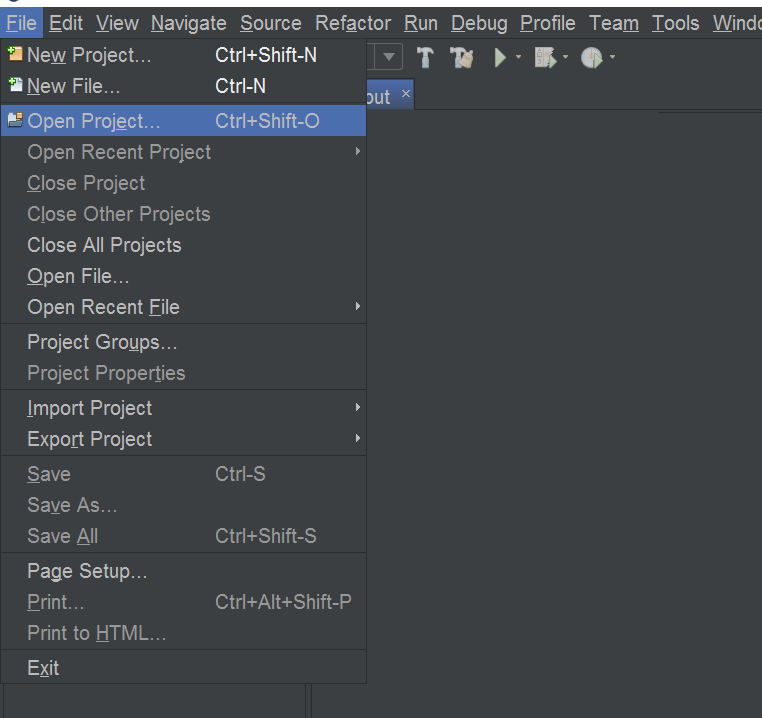 File Edit View Navigate Source Refactor Run Debug Profile Team Tools
New Project... Ctrl+Shift-N
New File... Ctrl-N
Open Project... Ctrl+Shift-O
Open Recent Project
Close Project
Close Other Projects
Close All Projects
Open File...
Open Recent File
Project Groups...
Project Properties
Import Project
Export Project
Save Ctrl-S
Save As...
Save All Ctrl+Shift-S
Page Setup...
Print... Ctrl+Alt+Shift-P
Print to HTML...
Exit